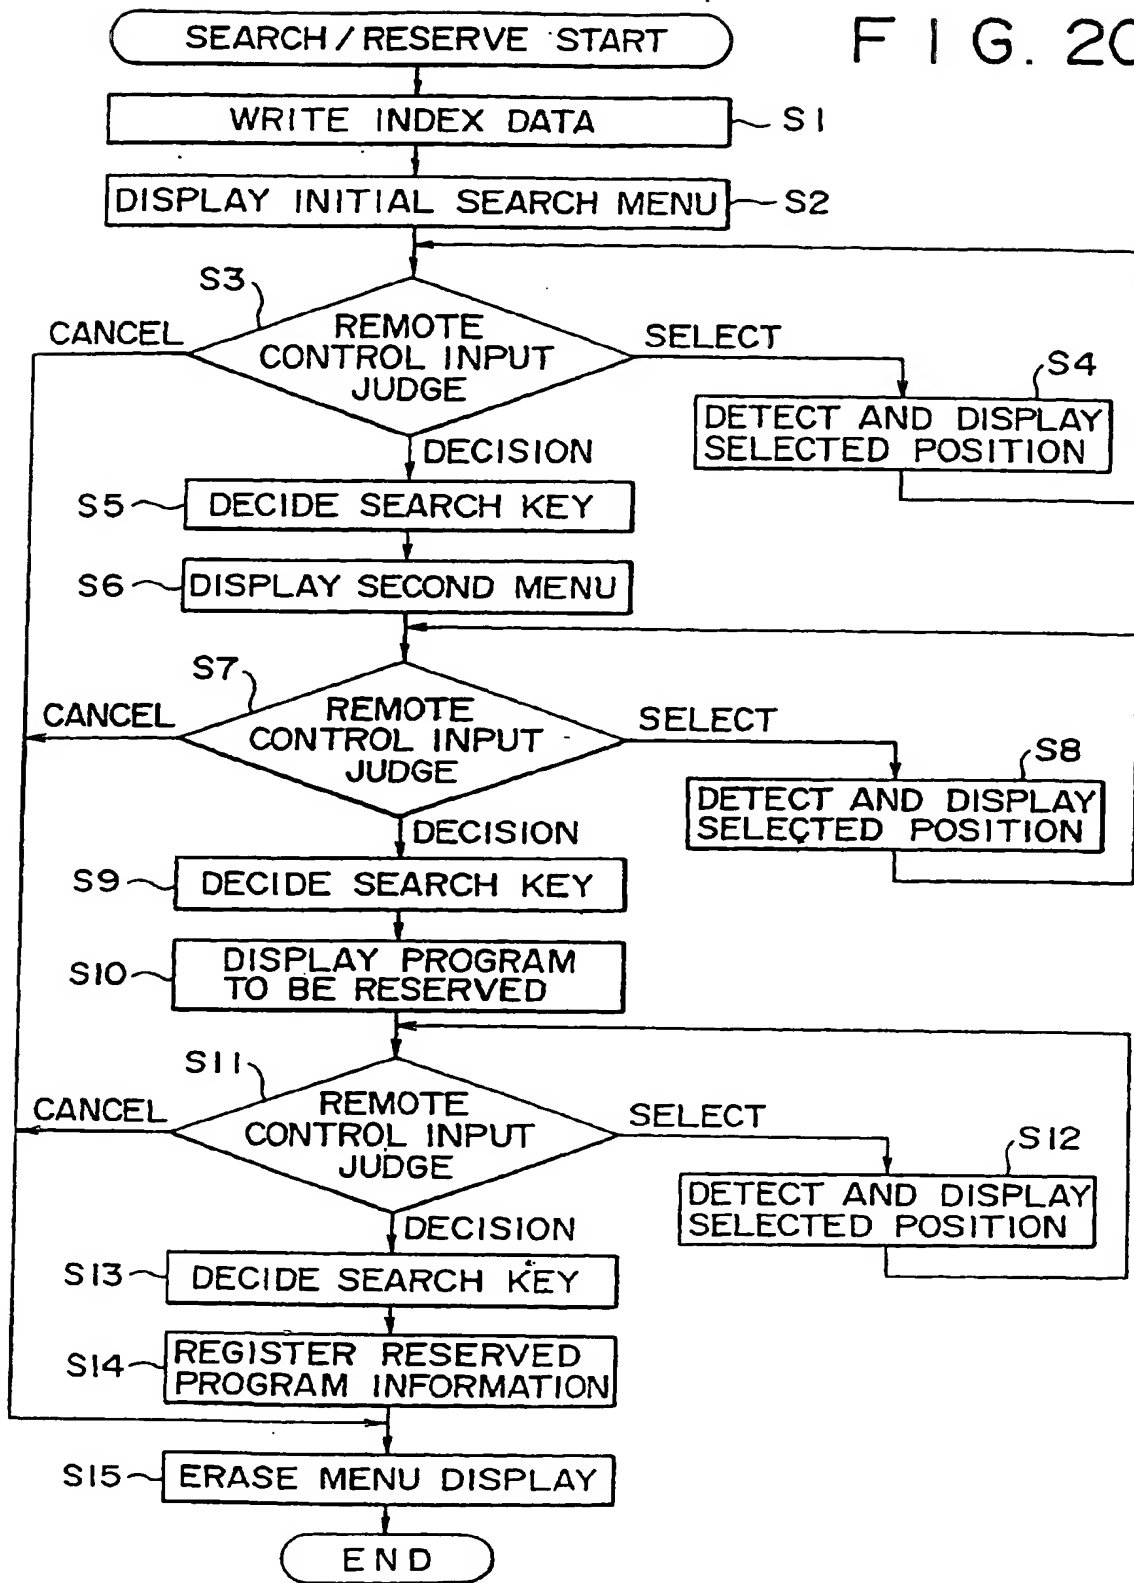 SEARCH / RESERVE START
FIG. 20
WRITE INDEX DATA
S1
DISPLAY INITIAL SEARCH MENU
S2
S3
CANCEL
REMOTE
CONTROL INPUT
JUDGE
SELECT
S4
DETECT AND DISPLAY
SELECTED POSITION
DECISION
S5
DECIDE SEARCH KEY
S6
DISPLAY SECOND MENU
S7
CANCEL
REMOTE
CONTROL INPUT
JUDGE
SELECT
S8
DETECT AND DISPLAY
SELECTED POSITION
DECISION
S9
DECIDE SEARCH KEY
S10
DISPLAY PROGRAM
TO BE RESERVED
S11
CANCEL
REMOTE
CONTROL INPUT
JUDGE
SELECT
S12
DETECT AND DISPLAY
SELECTED POSITION
DECISION
S13
DECIDE SEARCH KEY
S14
REGISTER RESERVED
PROGRAM INFORMATION
S15
ERASE MENU DISPLAY
END